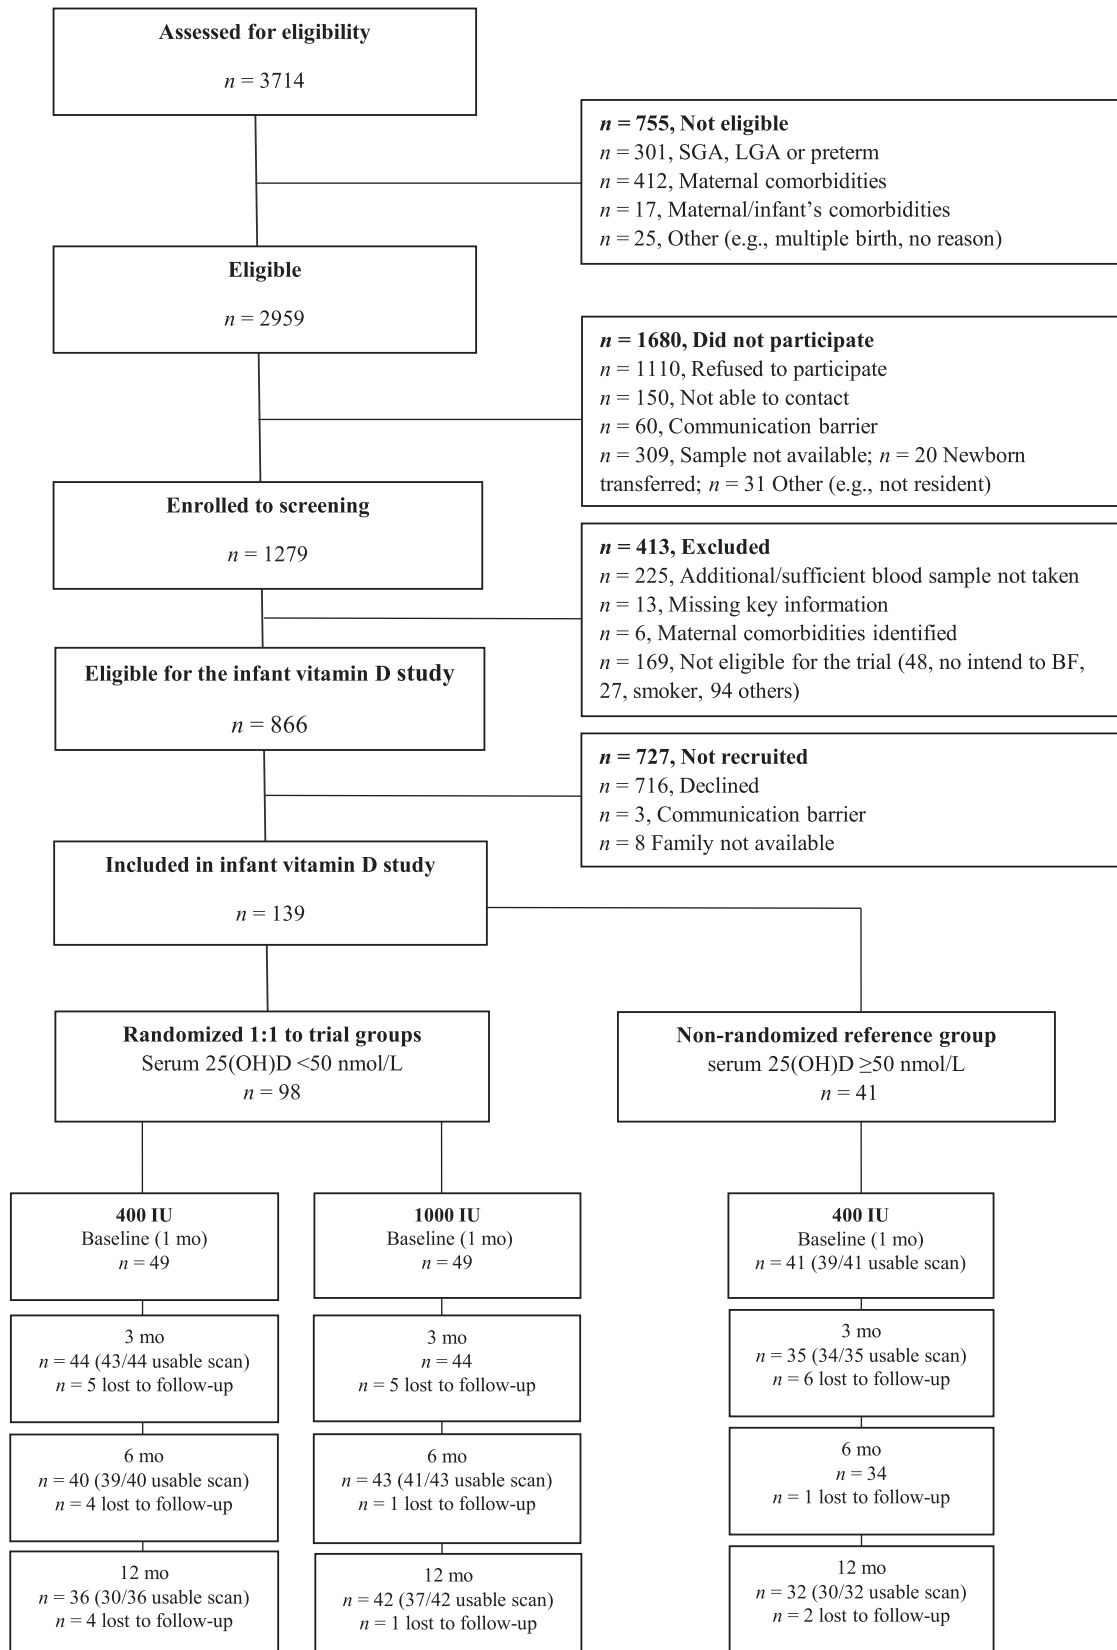 Assessed for eligibility
n = 3714
n = 755, Not eligible
n = 301, SGA, LGA or preterm
n = 412, Maternal comorbidities
n = 17, Maternal/infant's comorbidities
n = 25, Other (e.g., multiple birth, no reason)
Eligible
n = 2959
n = 1680, Did not participate
n = 1110, Refused to participate
n = 150, Not able to contact
n = 60, Communication barrier
n = 309, Sample not available; n = 20 Newborn
transferred; n = 31 Other (e.g., not resident)
Enrolled to screening
n = 1279
n = 413, Excluded
n = 225, Additional/sufficient blood sample not taken
n = 13, Missing key information
n = 6, Maternal comorbidities identified
n = 169, Not eligible for the trial (48, no intend to BF,
27, smoker, 94 others)
Eligible for the infant vitamin D study
n = 866
n = 727, Not recruited
n = 716, Declined
n = 3, Communication barrier
n = 8 Family not available
Included in infant vitamin D study
n = 139
Randomized 1:1 to trial groups
Serum 25(OH)D <50 nmol/L
n = 98
Non-randomized reference group
serum 25(OH)D ≥50 nmol/L
n = 41
400 IU
Baseline (1 mo)
n = 49
3 mo
n = 44 (43/44 usable scan)
n = 5 lost to follow-up
6 mo
n = 40 (39/40 usable scan)
n = 4 lost to follow-up
12 mo
n = 36 (30/36 usable scan)
n = 4 lost to follow-up
1000 IU
Baseline (1 mo)
n = 49
3 mo
n = 44
n = 5 lost to follow-up
6 mo
n = 43 (41/43 usable scan)
n = 1 lost to follow-up
12 mo
n = 42 (37/42 usable scan)
n = 1 lost to follow-up
400 IU
Baseline (1 mo)
n = 41 (39/41 usable scan)
3 mo
n = 35 (34/35 usable scan)
n = 6 lost to follow-up
6 mo
n = 34
n = 1 lost to follow-up
12 mo
n = 32 (30/32 usable scan)
n = 2 lost to follow-up